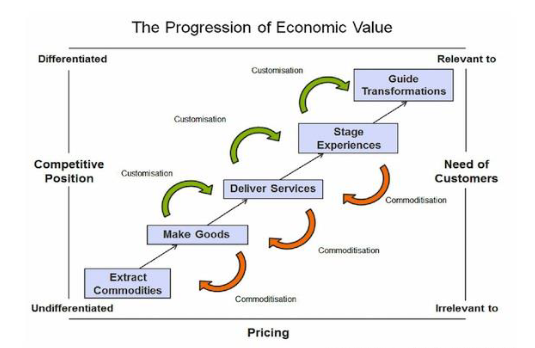 The Progression of Economic Value
Differentiated
Relevant to
Customisation
Guide
Transformations
Customisation
Stage
Experiences
Competitive
Position
Need of
Customers
Customisation
Deliver Services
Commoditisation
Make Goods
Commoditisation
Extract
Commodities
Commoditisation
Undifferentiated
Irrelevant to
Pricing